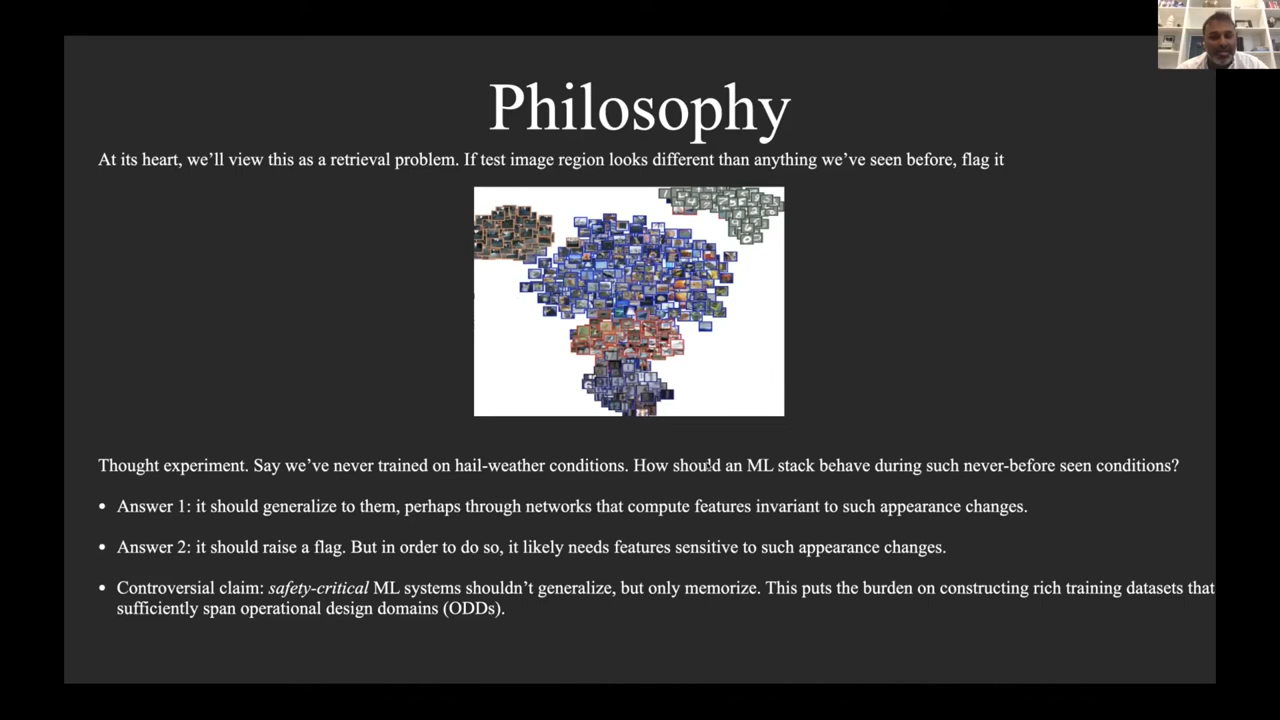 Philosophy
At its heart, we’ll view this as a retrieval problem. If test image region looks different than anything we’ve seen before, flag it
Thought experiment. Say we’ve never trained on hail-weather conditions. How should an ML stack behave during such never-before seen conditions?
• Answer 1: it should generalize to them, perhaps through networks that compute features invariant to such appearance changes.
• Answer 2: it should raise a flag. But in order to do so, it likely needs features sensitive to such appearance changes.
• Controversial claim: safety-critical ML systems shouldn’t generalize, but only memorize. This puts the burden on constructing rich training datasets that
sufficiently span operational design domains (ODDs).